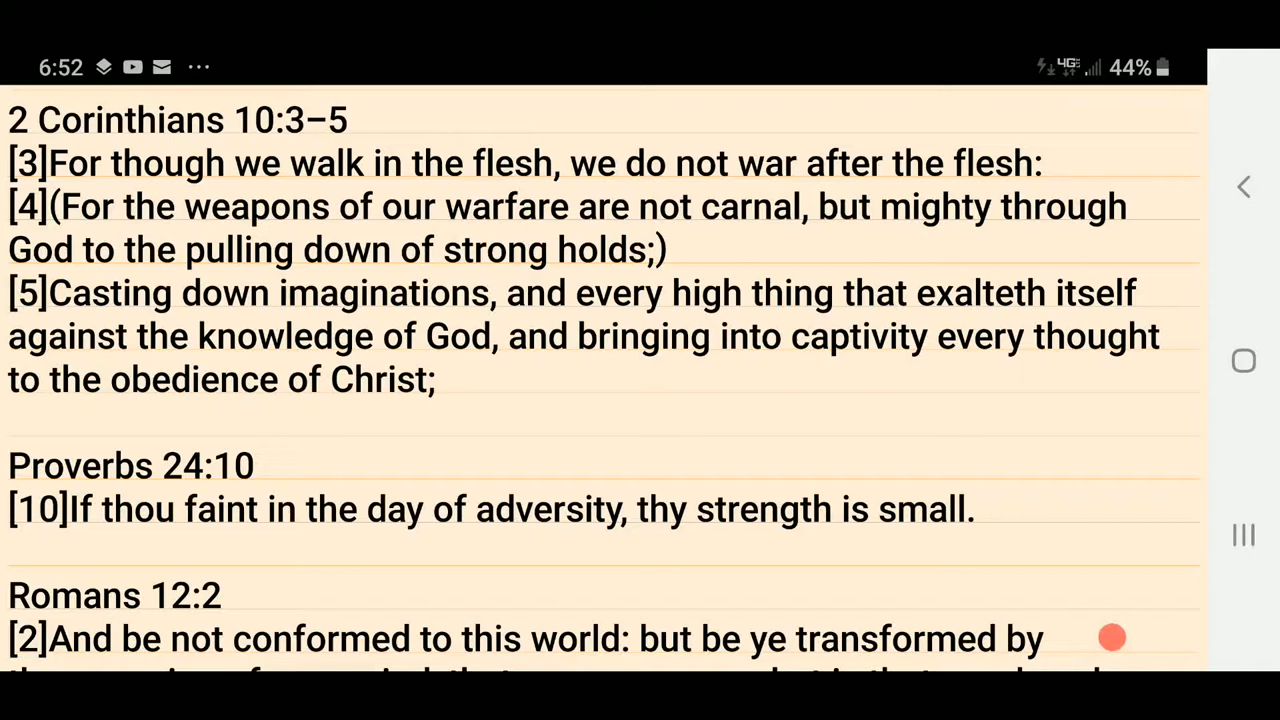 6:52 ... 4GE 44%
2 Corinthians 10:3–5
[3]For though we walk in the flesh, we do not war after the flesh:
[4](For the weapons of our warfare are not carnal, but mighty through
God to the pulling down of strong holds;)
[5]Casting down imaginations, and every high thing that exalteth itself
against the knowledge of God, and bringing into captivity every thought
to the obedience of Christ;
Proverbs 24:10
[10]If thou faint in the day of adversity, thy strength is small.
Romans 12:2
[2]And be not conformed to this world: but be ye transformed by